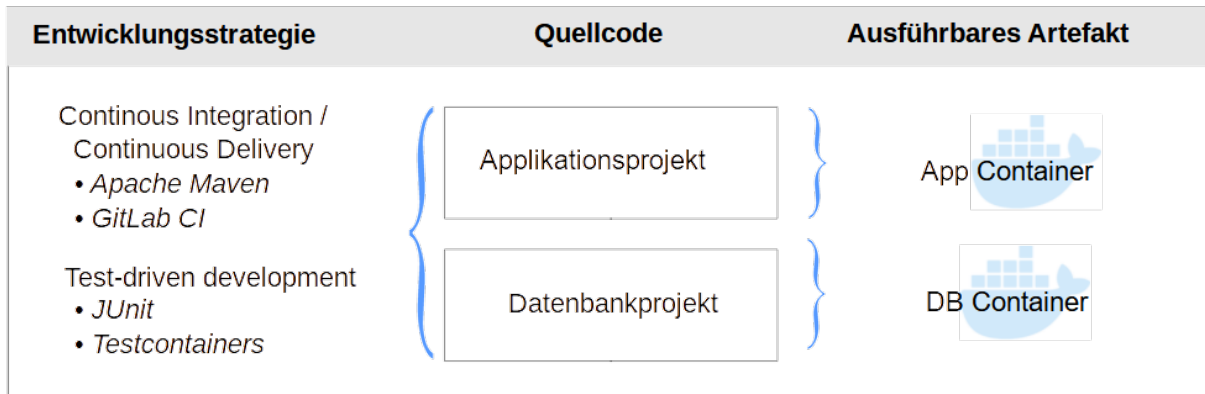 Entwicklungsstrategie
Quellcode
Ausführbares Artefakt
Continous Integration /
Continuous Delivery
• Apache Maven
• GitLab CI
Test-driven development
• JUnit
• Testcontainers
Applikationsprojekt
Datenbankprojekt
App Container
DB Container